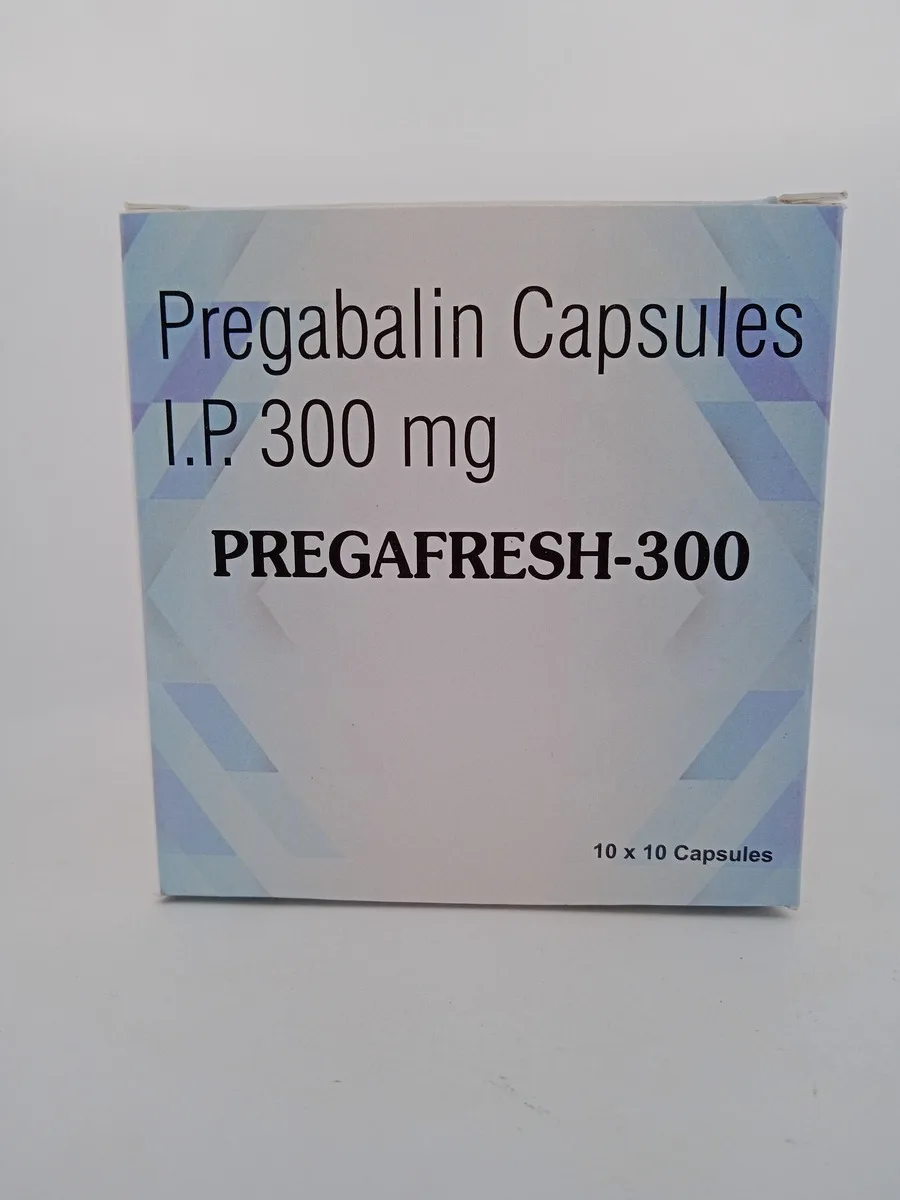 Pregabalin Capsules
I.P. 300 mg
PREGAFRESH-300
10 x 10 Capsules